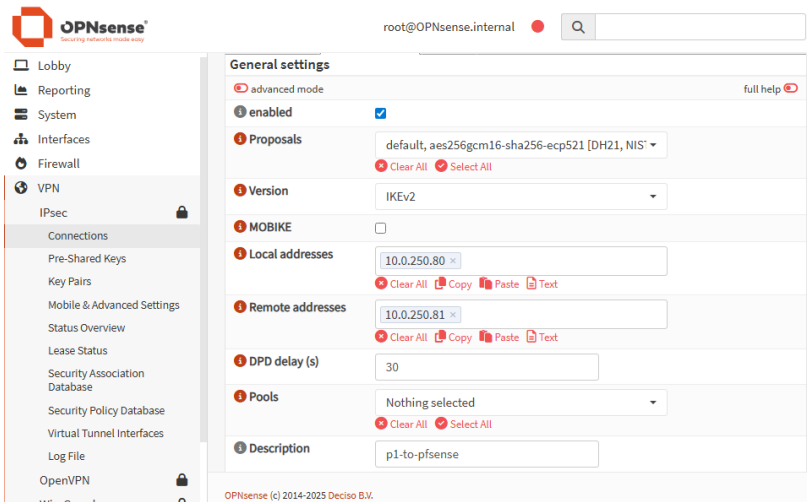 OPNsense®
Securing networks made easy
root@OPNsense.internal
Lobby
Reporting
System
Interfaces
Firewall
VPN
IPsec
Connections
Pre-Shared Keys
Key Pairs
Mobile & Advanced Settings
Status Overview
Lease Status
Security Association
Database
Security Policy Database
Virtual Tunnel Interfaces
Log File
OpenVPN
General settings
advanced mode
full help
enabled
Proposals
default, aes256gcm16-sha256-ecp521 [DH21, NIS
Clear All Select All
Version
IKEv2
MOBIKE
Local addresses
10.0.250.80 ×
Clear All Copy Paste Text
Remote addresses
10.0.250.81 ×
Clear All Copy Paste Text
DPD delay (s)
30
Pools
Nothing selected
Clear All Select All
Description
p1-to-pfsense
OPNsense (c) 2014-2025 Deciso B.V.